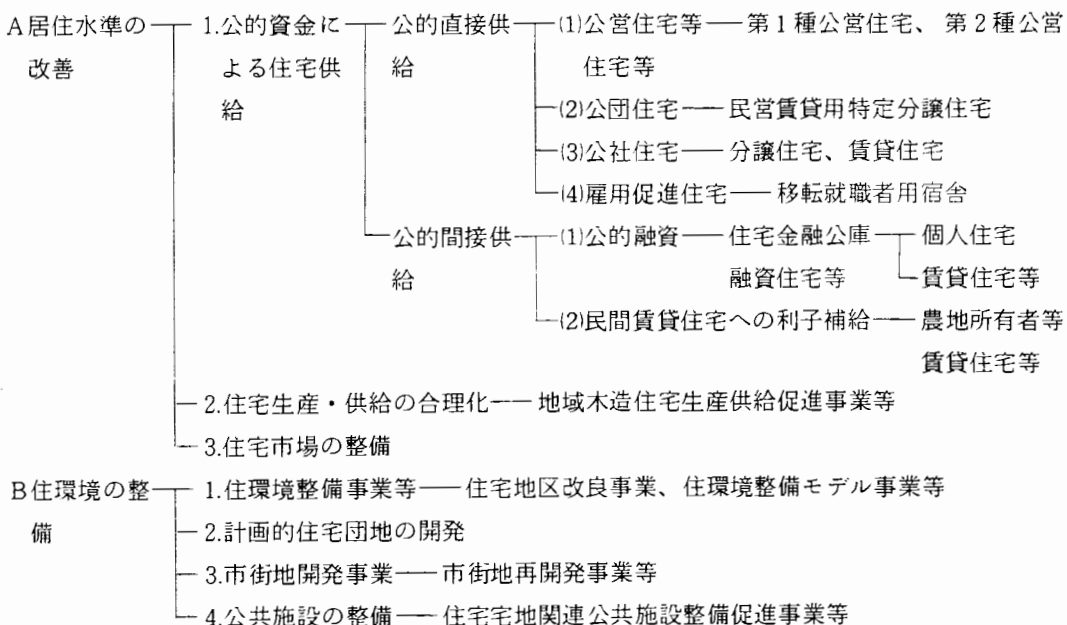 A居住水準の 1.公的資金に 公的直接供 (1)公営住宅等 第1種公営住宅、第2種公営
改善 よる住宅供 給 住宅等
給 (2)公団住宅 民営賃貸用特定分譲住宅
(3)公社住宅 分譲住宅、賃貸住宅
(4)雇用促進住宅 移転就職者用宿舎
公的間接供 (1)公的融資 住宅金融公庫 個人住宅
給 融資住宅等 賃貸住宅等
(2)民間賃貸住宅への利子補給 農地所有者等
賃貸住宅等
2.住宅生産・供給の合理化 地域木造住宅生産供給促進事業等
3.住宅市場の整備
B住環境の整 1.住環境整備事業等 住宅地区改良事業、住環境整備モデル事業等
備 2.計画的住宅団地の開発
3.市街地開発事業 市街地再開発事業等
4.公共施設の整備 住宅宅地関連公共施設整備促進事業等